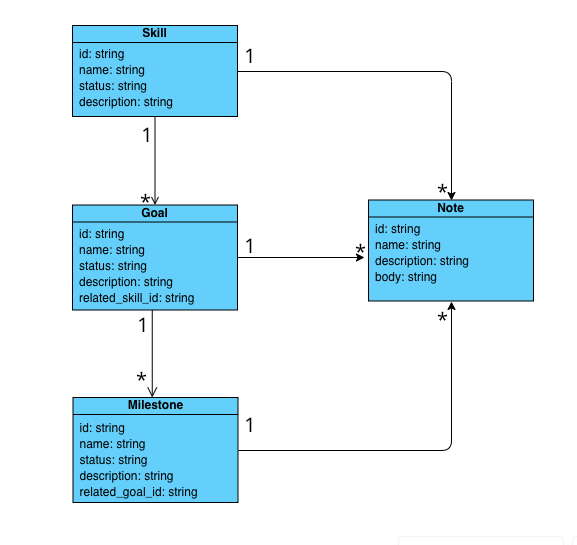 Skill
id: string
name: string
status: string
description: string
1
1
*
*
Goal
id: string
name: string
status: string
description: string
related_skill_id: string
1
*
Note
id: string
name: string
description: string
body: string
1
*
*
Milestone
id: string
name: string
status: string
description: string
related_goal_id: string
1